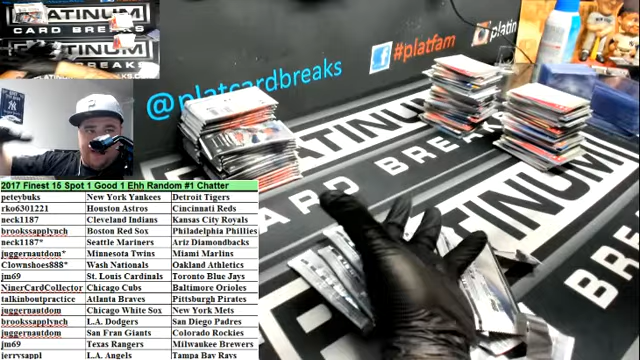 PLATINUM
CARD BREAKS
PLATINUM
@platcardbreaks
#platfam
platin
PLATINUM
CARD BREAKS
PLATINUM
BREAKS
2017 Finest 15 Spot 1 Good 1 Ehh Random #1 Chatter
peteybuks New York Yankees Detroit Tigers
rko6301221 Houston Astros Cincinnati Reds
neck1187 Cleveland Indians Kansas City Royals
brookssapplynch Boston Red Sox Philadelphia Phillies
neck1187* Seattle Mariners Ariz Diamondbacks
juggernautdom* Minnesota Twins Miami Marlins
Clownshoes888* Wash Nationals Oakland Athletics
jm69 St. Louis Cardinals Toronto Blue Jays
NinerCardCollector Chicago Cubs Baltimore Orioles
talkinboutpractice Atlanta Braves Pittsburgh Pirates
juggernautdom Chicago White Sox New York Mets
brookssapplynch L.A. Dodgers San Diego Padres
juggernautdom San Fran Giants Colorado Rockies
jm69 Texas Rangers Milwaukee Brewers
jerrysappl L.A. Angels Tampa Bay Rays